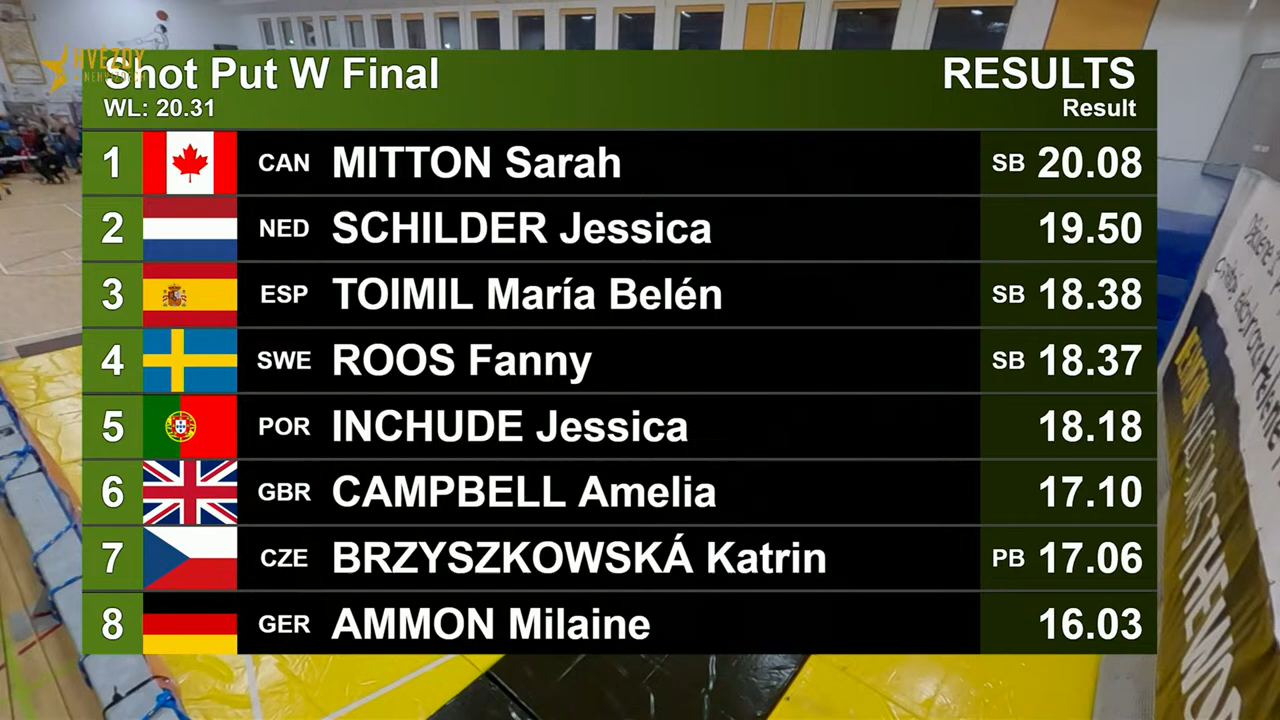 HVĚZDY
Shot Put W Final
RESULTS
WL: 20.31
Result
1 CAN MITTON Sarah SB 20.08
2 NED SCHILDER Jessica 19.50
3 ESP TOIMIL María Belén SB 18.38
4 SWE ROOS Fanny SB 18.37
5 POR INCHUDE Jessica 18.18
6 GBR CAMPBELL Amelia 17.10
7 CZE BRZYSZKOWSKÁ Katrin PB 17.06
8 GER AMMON Milaine 16.03